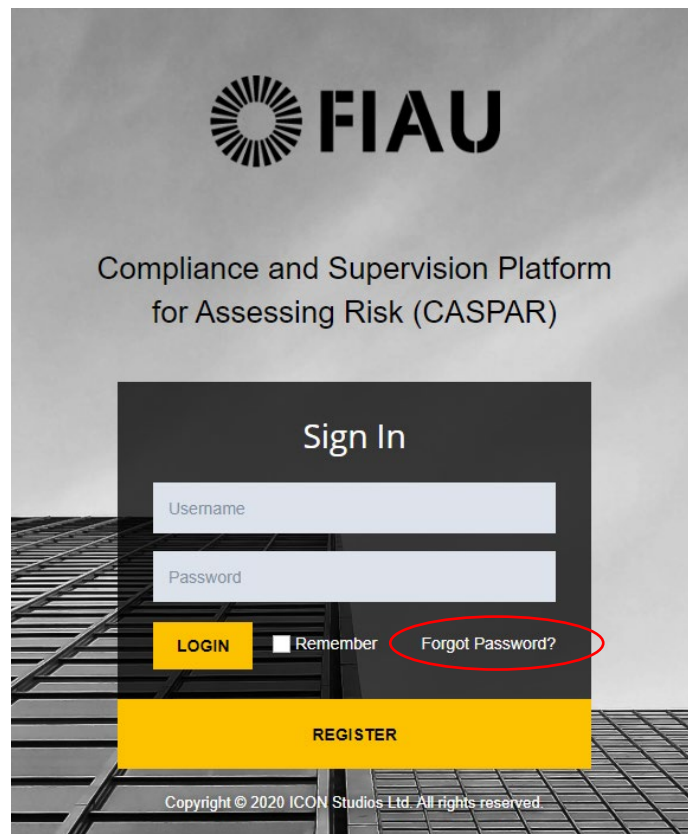 FIAU
Compliance and Supervision Platform
for Assessing Risk (CASPAR)
Sign In
Username
Password
LOGIN Remember Forgot Password?
REGISTER
Copyright © 2020 ICON Studios Ltd. All rights reserved.